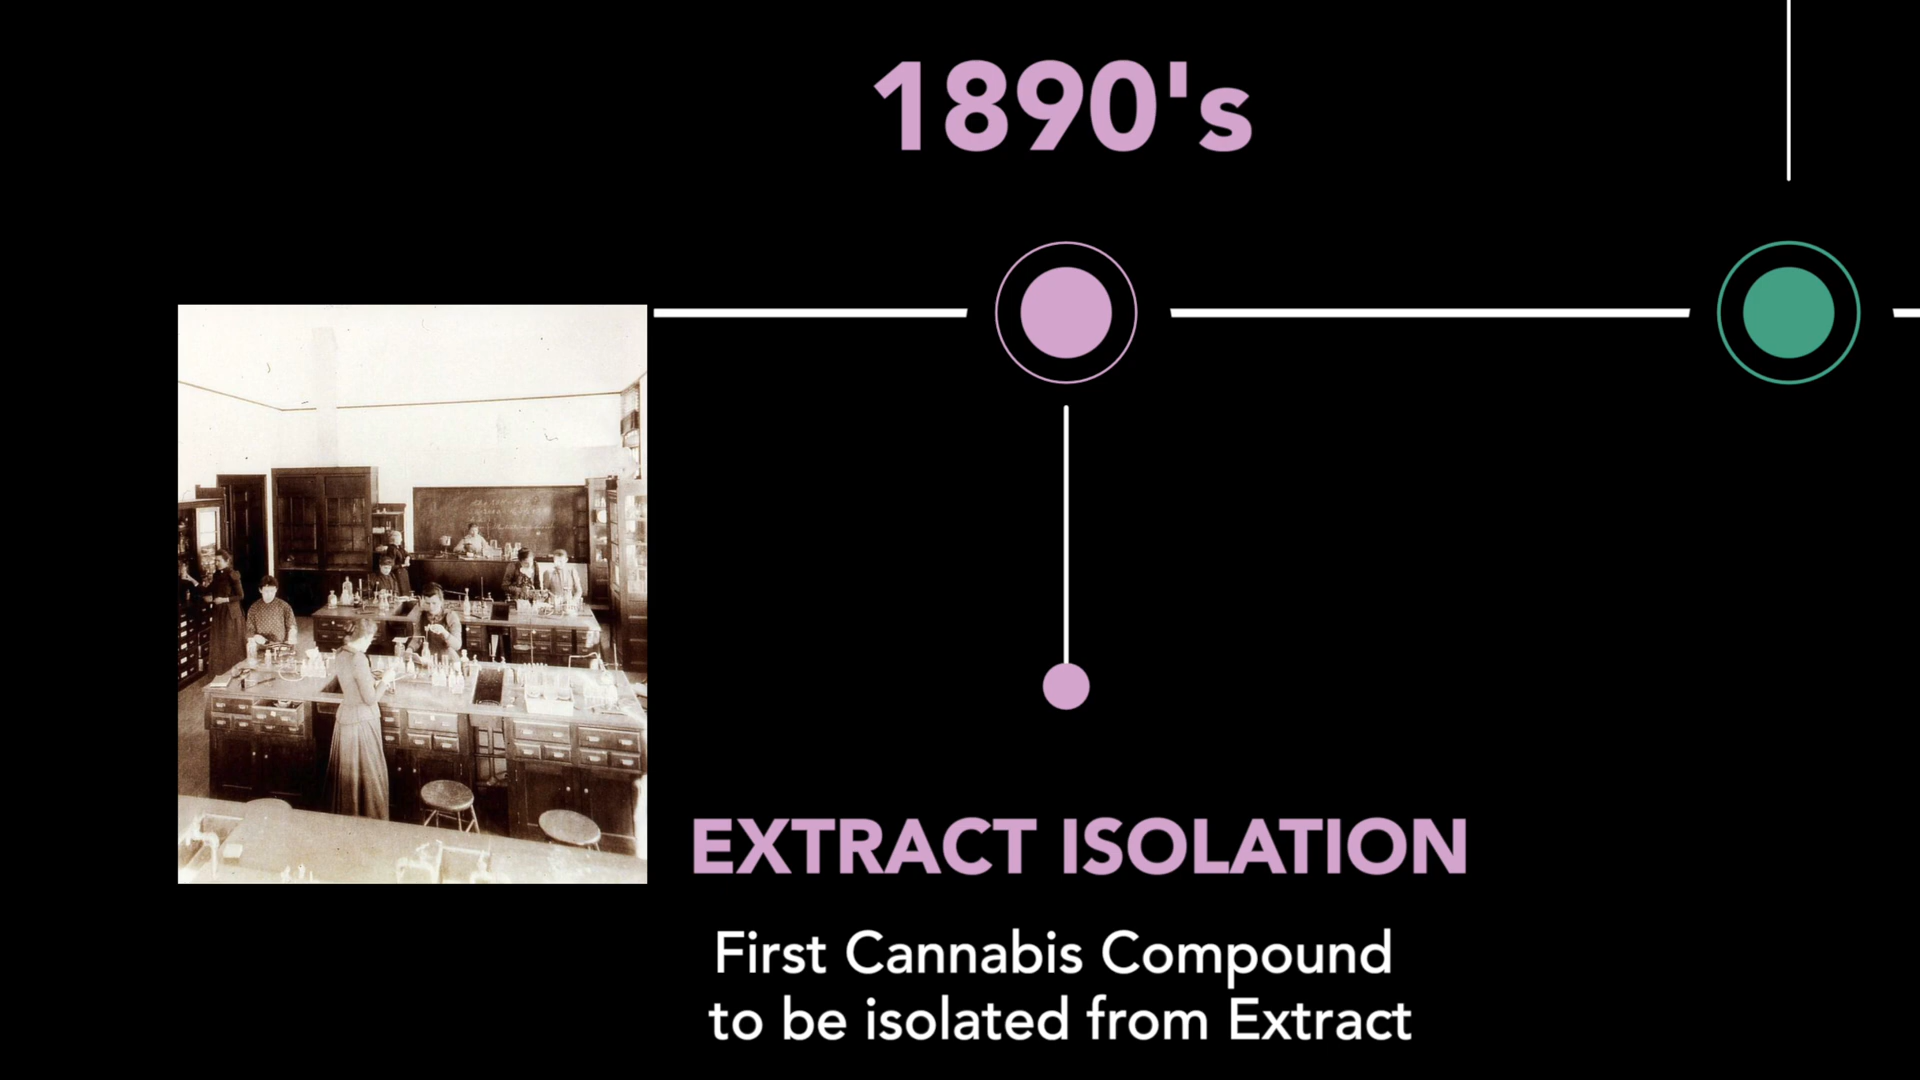 1890's
EXTRACT ISOLATION
First Cannabis Compound
to be isolated from Extract